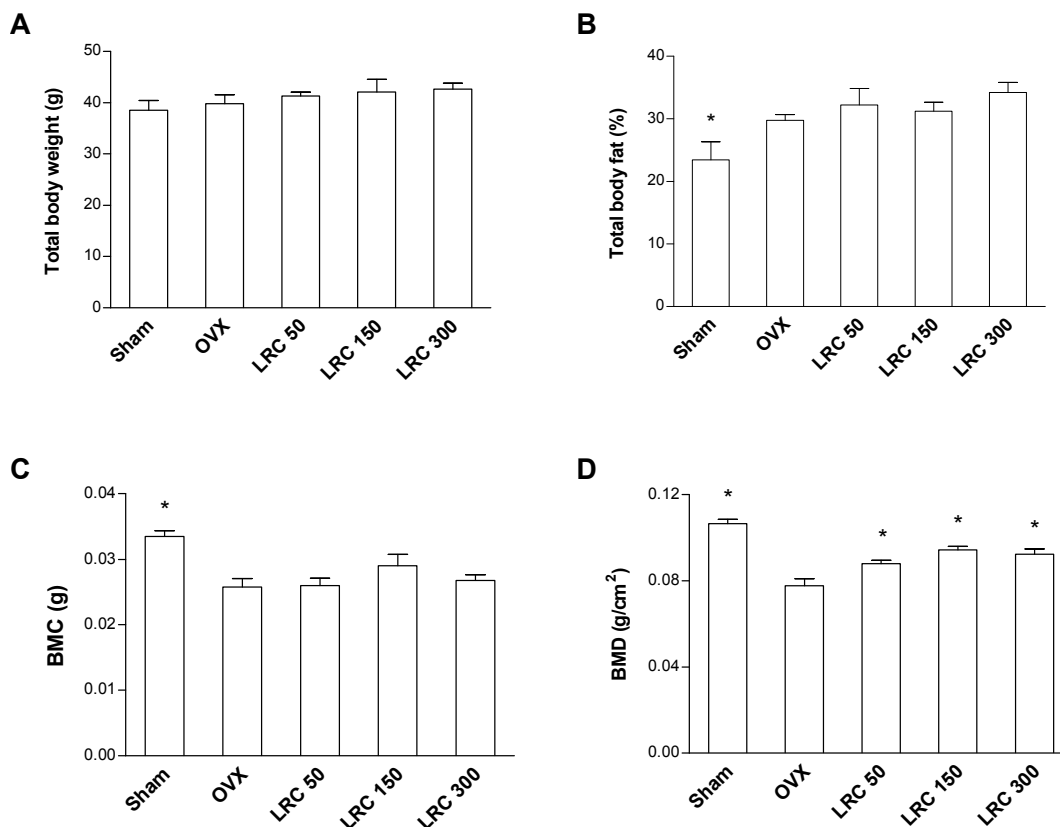 A
Total body weight (g)
50
40
30
20
10
0
Sham
OVX
LRC 50
LRC 150
LRC 300
B
Total body fat (%)
40
30
20
10
0
*
Sham
OVX
LRC 50
LRC 150
LRC 300
C
BMC (g)
0.04
0.03
0.02
0.01
0.00
*
Sham
OVX
LRC 50
LRC 150
LRC 300
D
BMD (g/cm²)
0.12
0.08
0.04
0.00
*
*
*
*
Sham
OVX
LRC 50
LRC 150
LRC 300